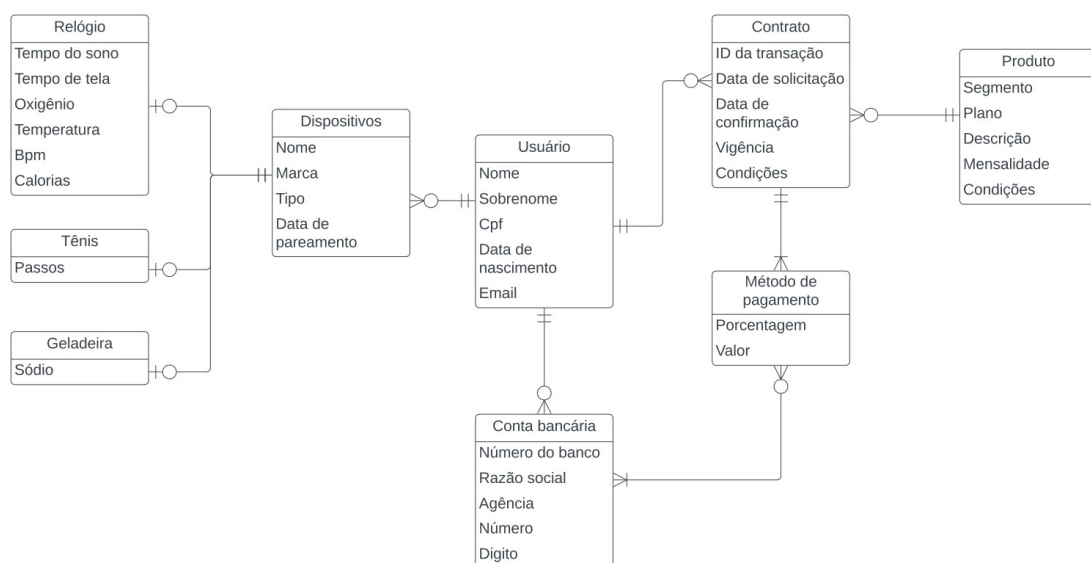 Relógio
Tempo do sono
Tempo de tela
Oxigênio
Temperatura
Bpm
Calorias
Tênis
Passos
Geladeira
Sódio
Dispositivos
Nome
Marca
Tipo
Data de
pareamento
Usuário
Nome
Sobrenome
Cpf
Data de
nascimento
Email
Conta bancária
Número do banco
Razão social
Agência
Número
Digito
Contrato
ID da transação
Data de solicitação
Data de
confirmação
Vigência
Condições
Método de
pagamento
Porcentagem
Valor
Produto
Segmento
Plano
Descrição
Mensalidade
Condições